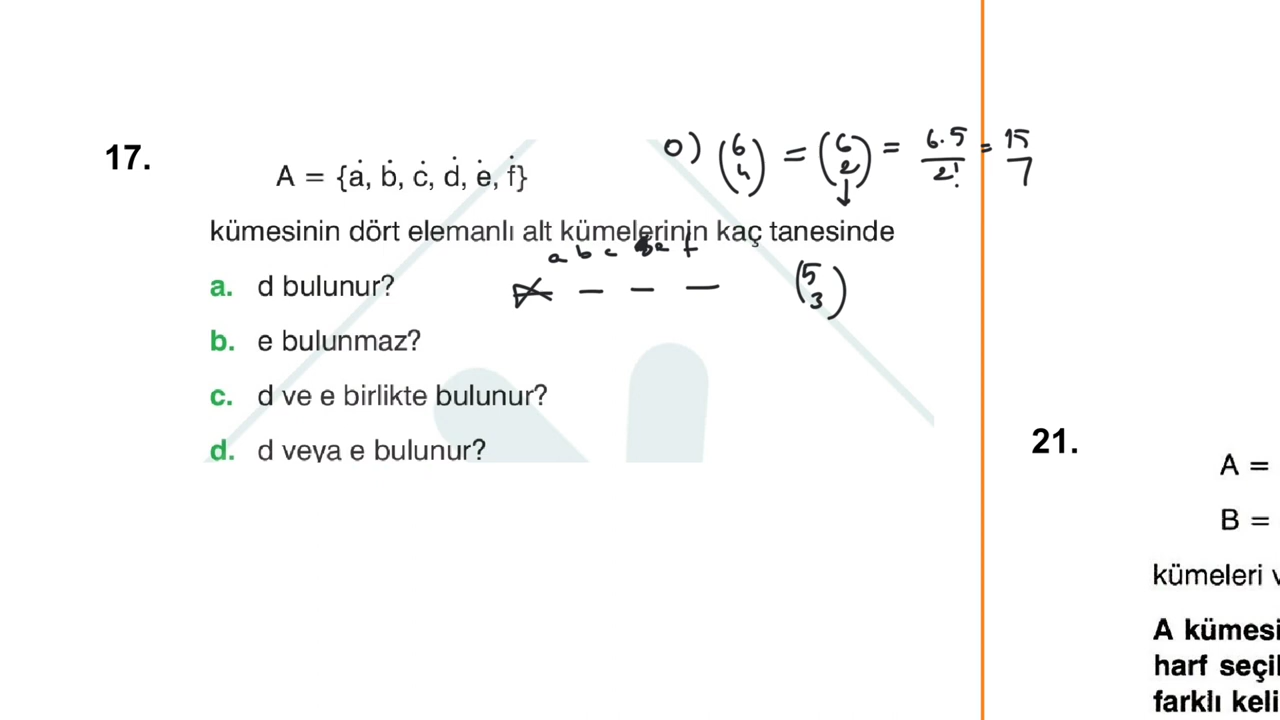 17.
A = {a, b, c, d, e, f}
0) (6 4) = (6 2) = 6.5 / 2! = 15
7
kümesinin dört elemanlı alt kümelerinin kaç tanesinde
a b c e f
a. d bulunur?
(5 3)
b. e bulunmaz?
c. d ve e birlikte bulunur?
d. d veya e bulunur?
21.
A =
B =
kümeleri v
A kümesi
harf seçil
farklı keli